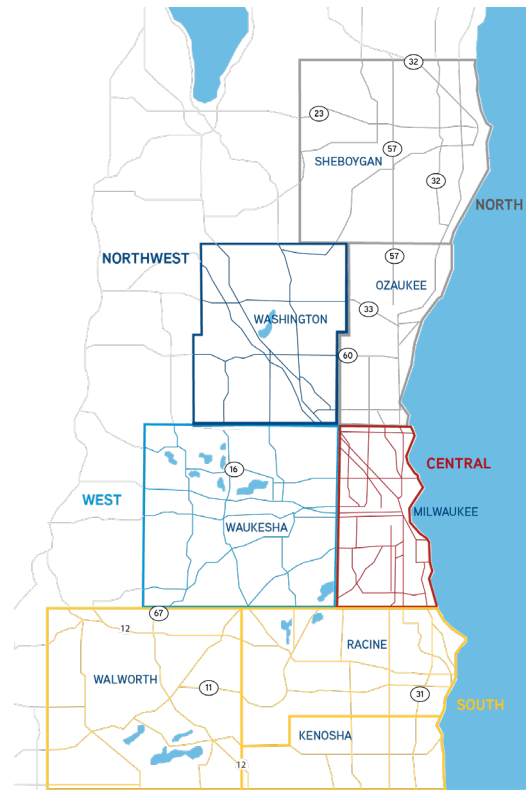 32
23
57
SHEBOYGAN
32
NORTH
NORTHWEST
57
OZAUKEE
33
WASHINGTON
60
CENTRAL
16
WEST
MILWAUKEE
WAUKESHA
67
12
RACINE
WALWORTH
11
31
SOUTH
KENOSHA
12